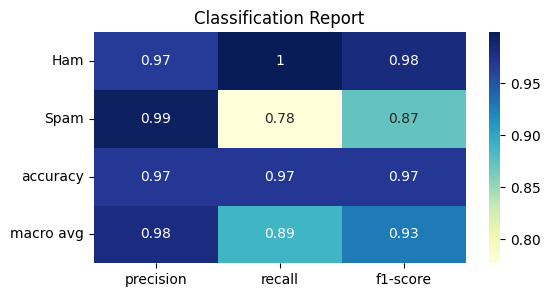 Classification Report
Ham 0.97 1 0.98
Spam 0.99 0.78 0.87
accuracy 0.97 0.97 0.97
macro avg 0.98 0.89 0.93
precision recall f1-score
0.95
0.90
0.85
0.80